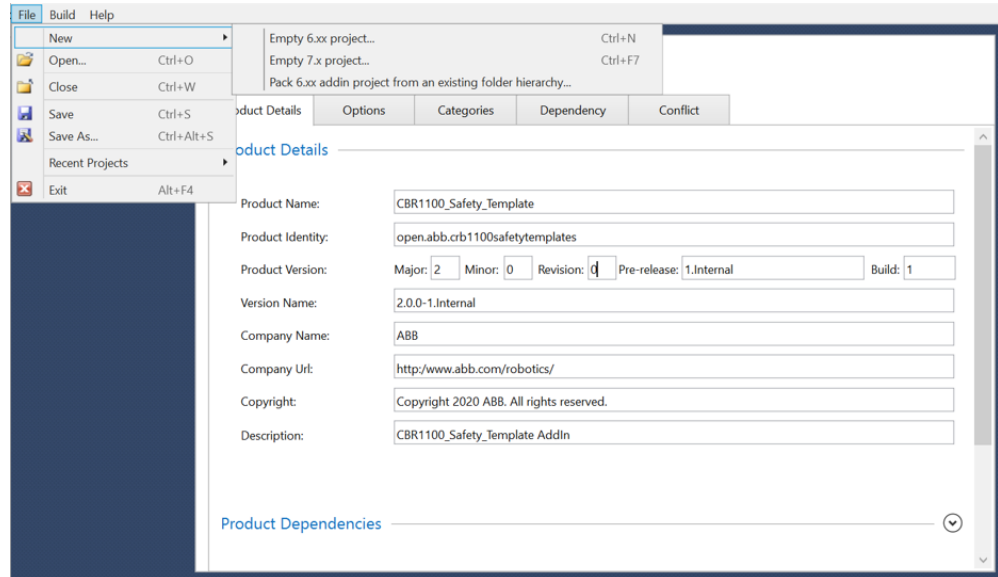 File Build Help
New
Empty 6.xx project... Ctrl+N
Open... Ctrl+O
Empty 7.x project... Ctrl+F7
Close Ctrl+W
Pack 6.xx addin project from an existing folder hierarchy...
Save Ctrl+S
Save As... Ctrl+Alt+S
Recent Projects
Exit Alt+F4
oduct Details Options Categories Dependency Conflict
oduct Details
Product Name: CBR1100_Safety_Template
Product Identity: open.abb.crb1100safetytemplates
Product Version: Major: 2 Minor: 0 Revision: 0 Pre-release: 1.Internal Build: 1
Version Name: 2.0.0-1.Internal
Company Name: ABB
Company Url: http:/www.abb.com/robotics/
Copyright: Copyright 2020 ABB. All rights reserved.
Description: CBR1100_Safety_Template AddIn
Product Dependencies